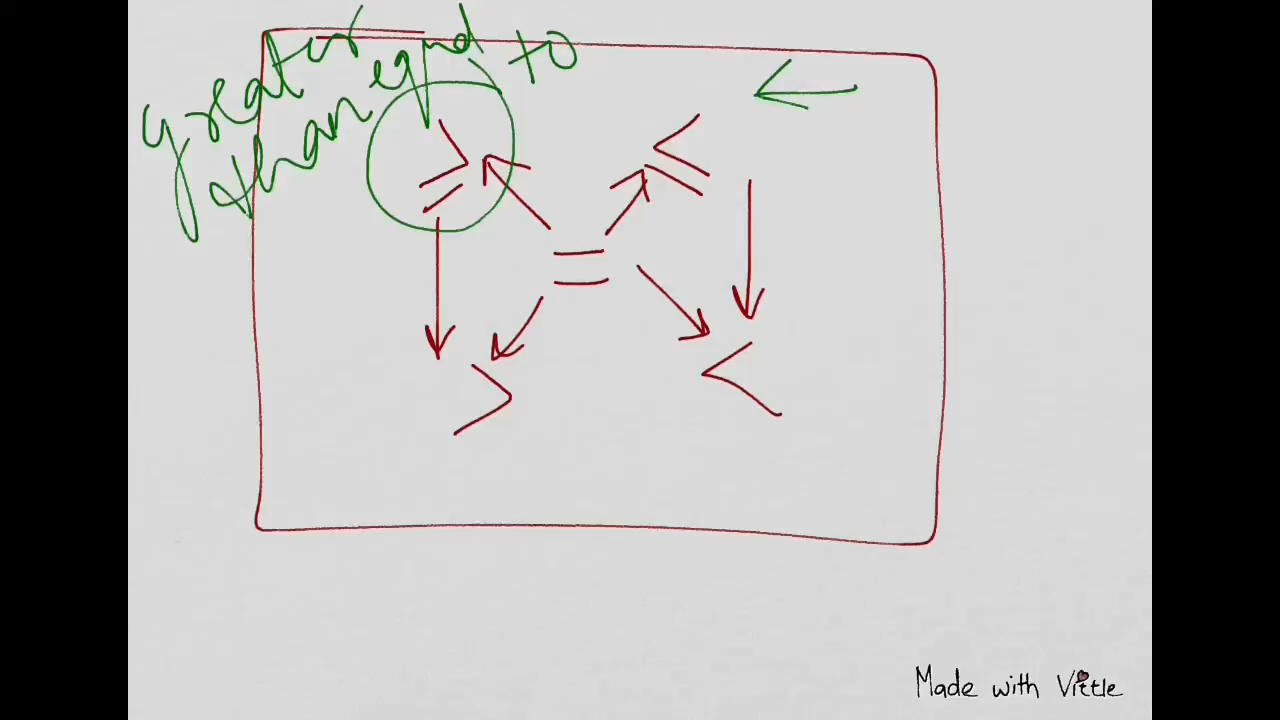 greater
than equal to
≥ ≤
=
> <
Made with Vittle